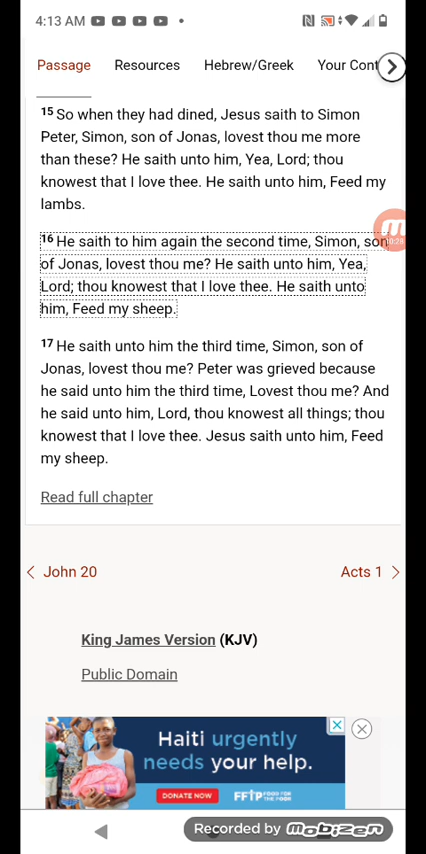 4:13 AM
Passage Resources Hebrew/Greek Your Cont
15 So when they had dined, Jesus saith to Simon
Peter, Simon, son of Jonas, lovest thou me more
than these? He saith unto him, Yea, Lord; thou
knowest that I love thee. He saith unto him, Feed my
lambs.
16 He saith to him again the second time, Simon, son
of Jonas, lovest thou me? He saith unto him, Yea,
Lord; thou knowest that I love thee. He saith unto
him, Feed my sheep.
17 He saith unto him the third time, Simon, son of
Jonas, lovest thou me? Peter was grieved because
he said unto him the third time, Lovest thou me? And
he said unto him, Lord, thou knowest all things; thou
knowest that I love thee. Jesus saith unto him, Feed
my sheep.
Read full chapter
John 20 Acts 1
King James Version (KJV)
Public Domain
Haiti urgently
needs your help.
DONATE NOW FFTP FOOD FOR THE POOR
Recorded by mobizen